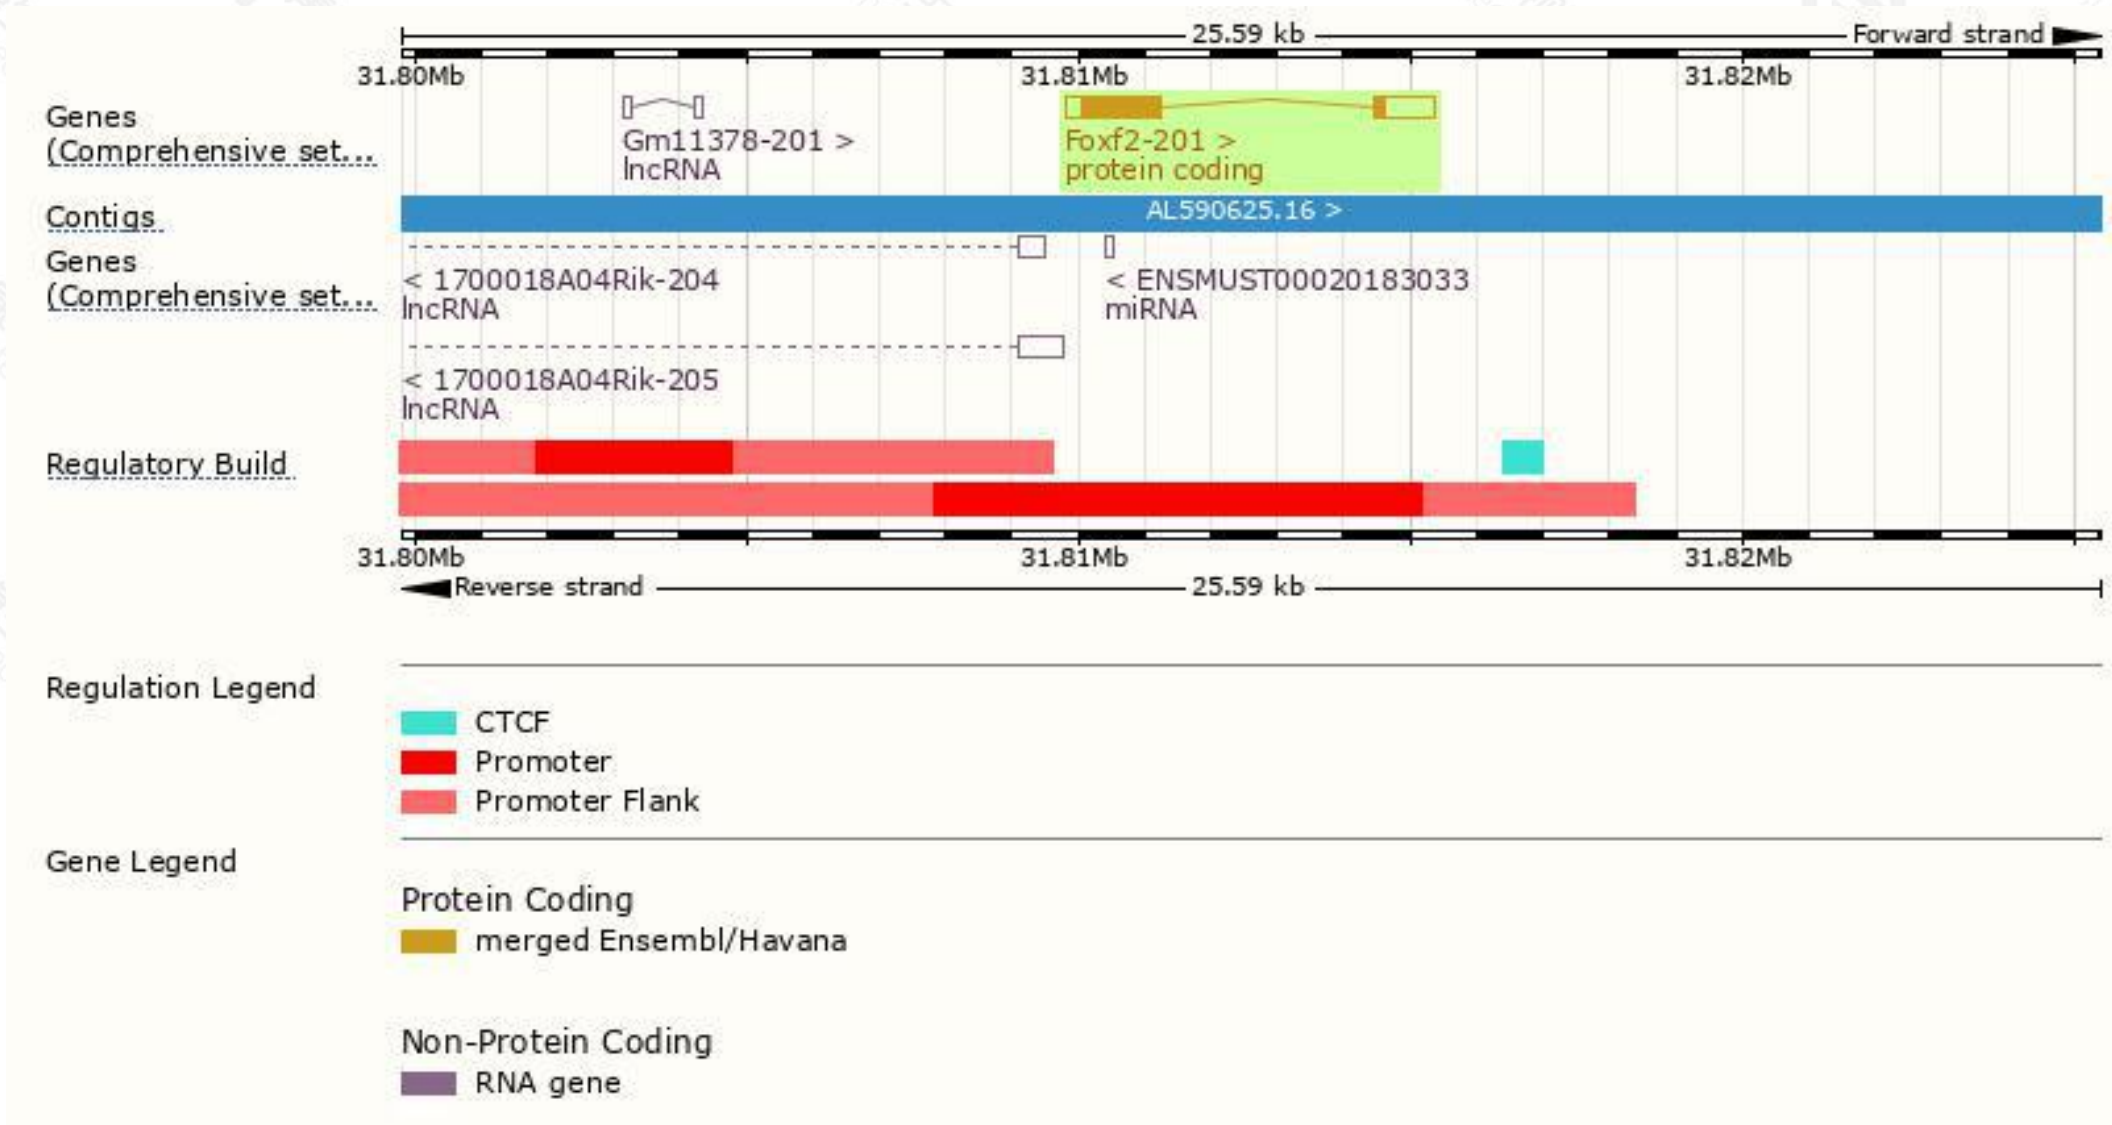 25.59 kb Forward strand
31.80Mb 31.81Mb 31.82Mb
Genes
(Comprehensive set...
Gm11378-201 >
lncRNA
Foxf2-201 >
protein coding
Contigs
AL590625.16 >
Genes
(Comprehensive set...
< 1700018A04Rik-204
lncRNA
< ENSMUST00020183033
miRNA
< 1700018A04Rik-205
lncRNA
Regulatory Build
31.80Mb 31.81Mb 31.82Mb
Reverse strand 25.59 kb
Regulation Legend
CTCF
Promoter
Promoter Flank
Gene Legend
Protein Coding
merged Ensembl/Havana
Non-Protein Coding
RNA gene